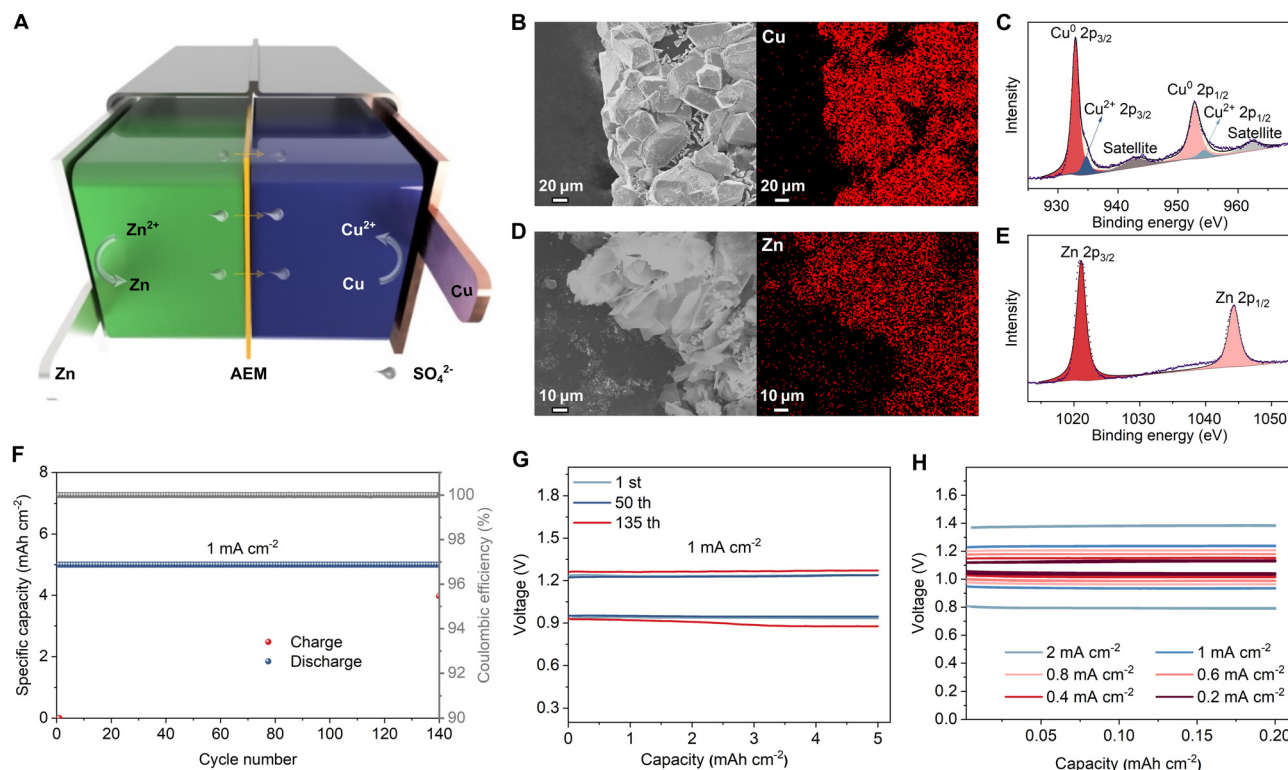 A
Zn²⁺
Zn
Cu²⁺
Cu
Cu
Zn
AEM
SO₄²⁻
B
Cu
20 µm
20 µm
C
Cu⁰ 2p₃/₂
Cu²⁺ 2p₃/₂
Satellite
Cu⁰ 2p₁/₂
Cu²⁺ 2p₁/₂
Satellite
Intensity
930 940 950 960
Binding energy (eV)
D
Zn
10 µm
10 µm
E
Zn 2p₃/₂
Zn 2p₁/₂
Intensity
1020 1030 1040 1050
Binding energy (eV)
F
8
6
4
2
0
Specific capacity (mAh cm⁻²)
1 mA cm⁻²
Charge
Discharge
100
98
96
94
92
90
Coulombic efficiency (%)
0 20 40 60 80 100 120 140
Cycle number
G
1.8
1.5
1.2
0.9
0.6
0.3
Voltage (V)
1 st
50 th
135 th
1 mA cm⁻²
0 1 2 3 4 5
Capacity (mAh cm⁻²)
H
1.8
1.6
1.4
1.2
1.0
0.8
0.6
0.4
0.2
0.0
Voltage (V)
2 mA cm⁻² 1 mA cm⁻²
0.8 mA cm⁻² 0.6 mA cm⁻²
0.4 mA cm⁻² 0.2 mA cm⁻²
0.05 0.10 0.15 0.20
Capacity (mAh cm⁻²)